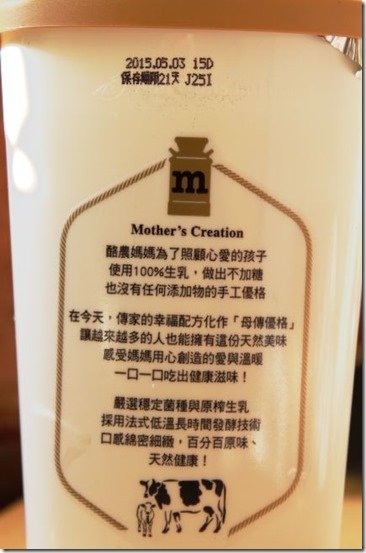 2015.05.03 15D
保存期限21天 J25I
m
Mother's Creation
酪農媽媽為了照顧心愛的孩子
使用100%生乳，做出不加糖
也沒有任何添加物的手工優格
在今天，傳家的幸福配方化作「母傳優格」
讓越來越多的人也能擁有這份天然美味
感受媽媽用心創造的愛與溫暖
一口一口吃出健康滋味！
嚴選穩定菌種與原榨生乳
採用法式低溫長時間發酵技術
口感綿密細緻，百分百原味、
天然健康！